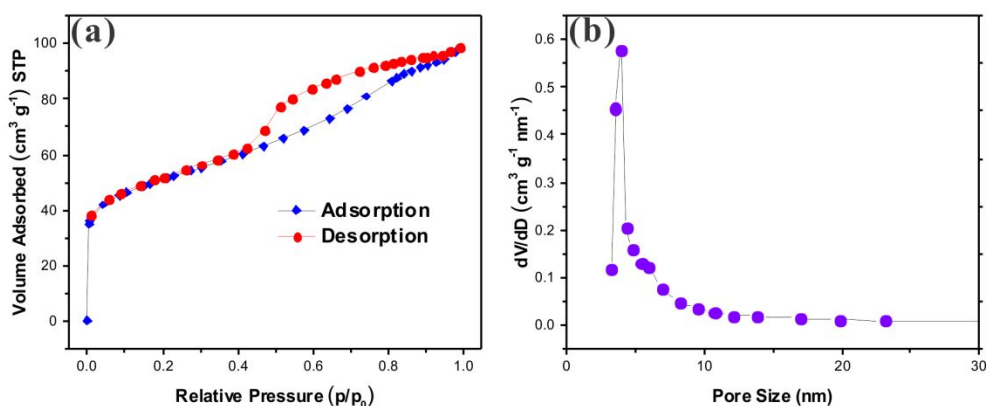 (a)
Volume Adsorbed (cm³ g⁻¹) STP
100
80
60
40
20
0
Adsorption
Desorption
0.0 0.2 0.4 0.6 0.8 1.0
Relative Pressure (p/p₀)
(b)
dV/dD (cm³ g⁻¹ nm⁻¹)
0.6
0.5
0.4
0.3
0.2
0.1
0.0
0 10 20 30
Pore Size (nm)